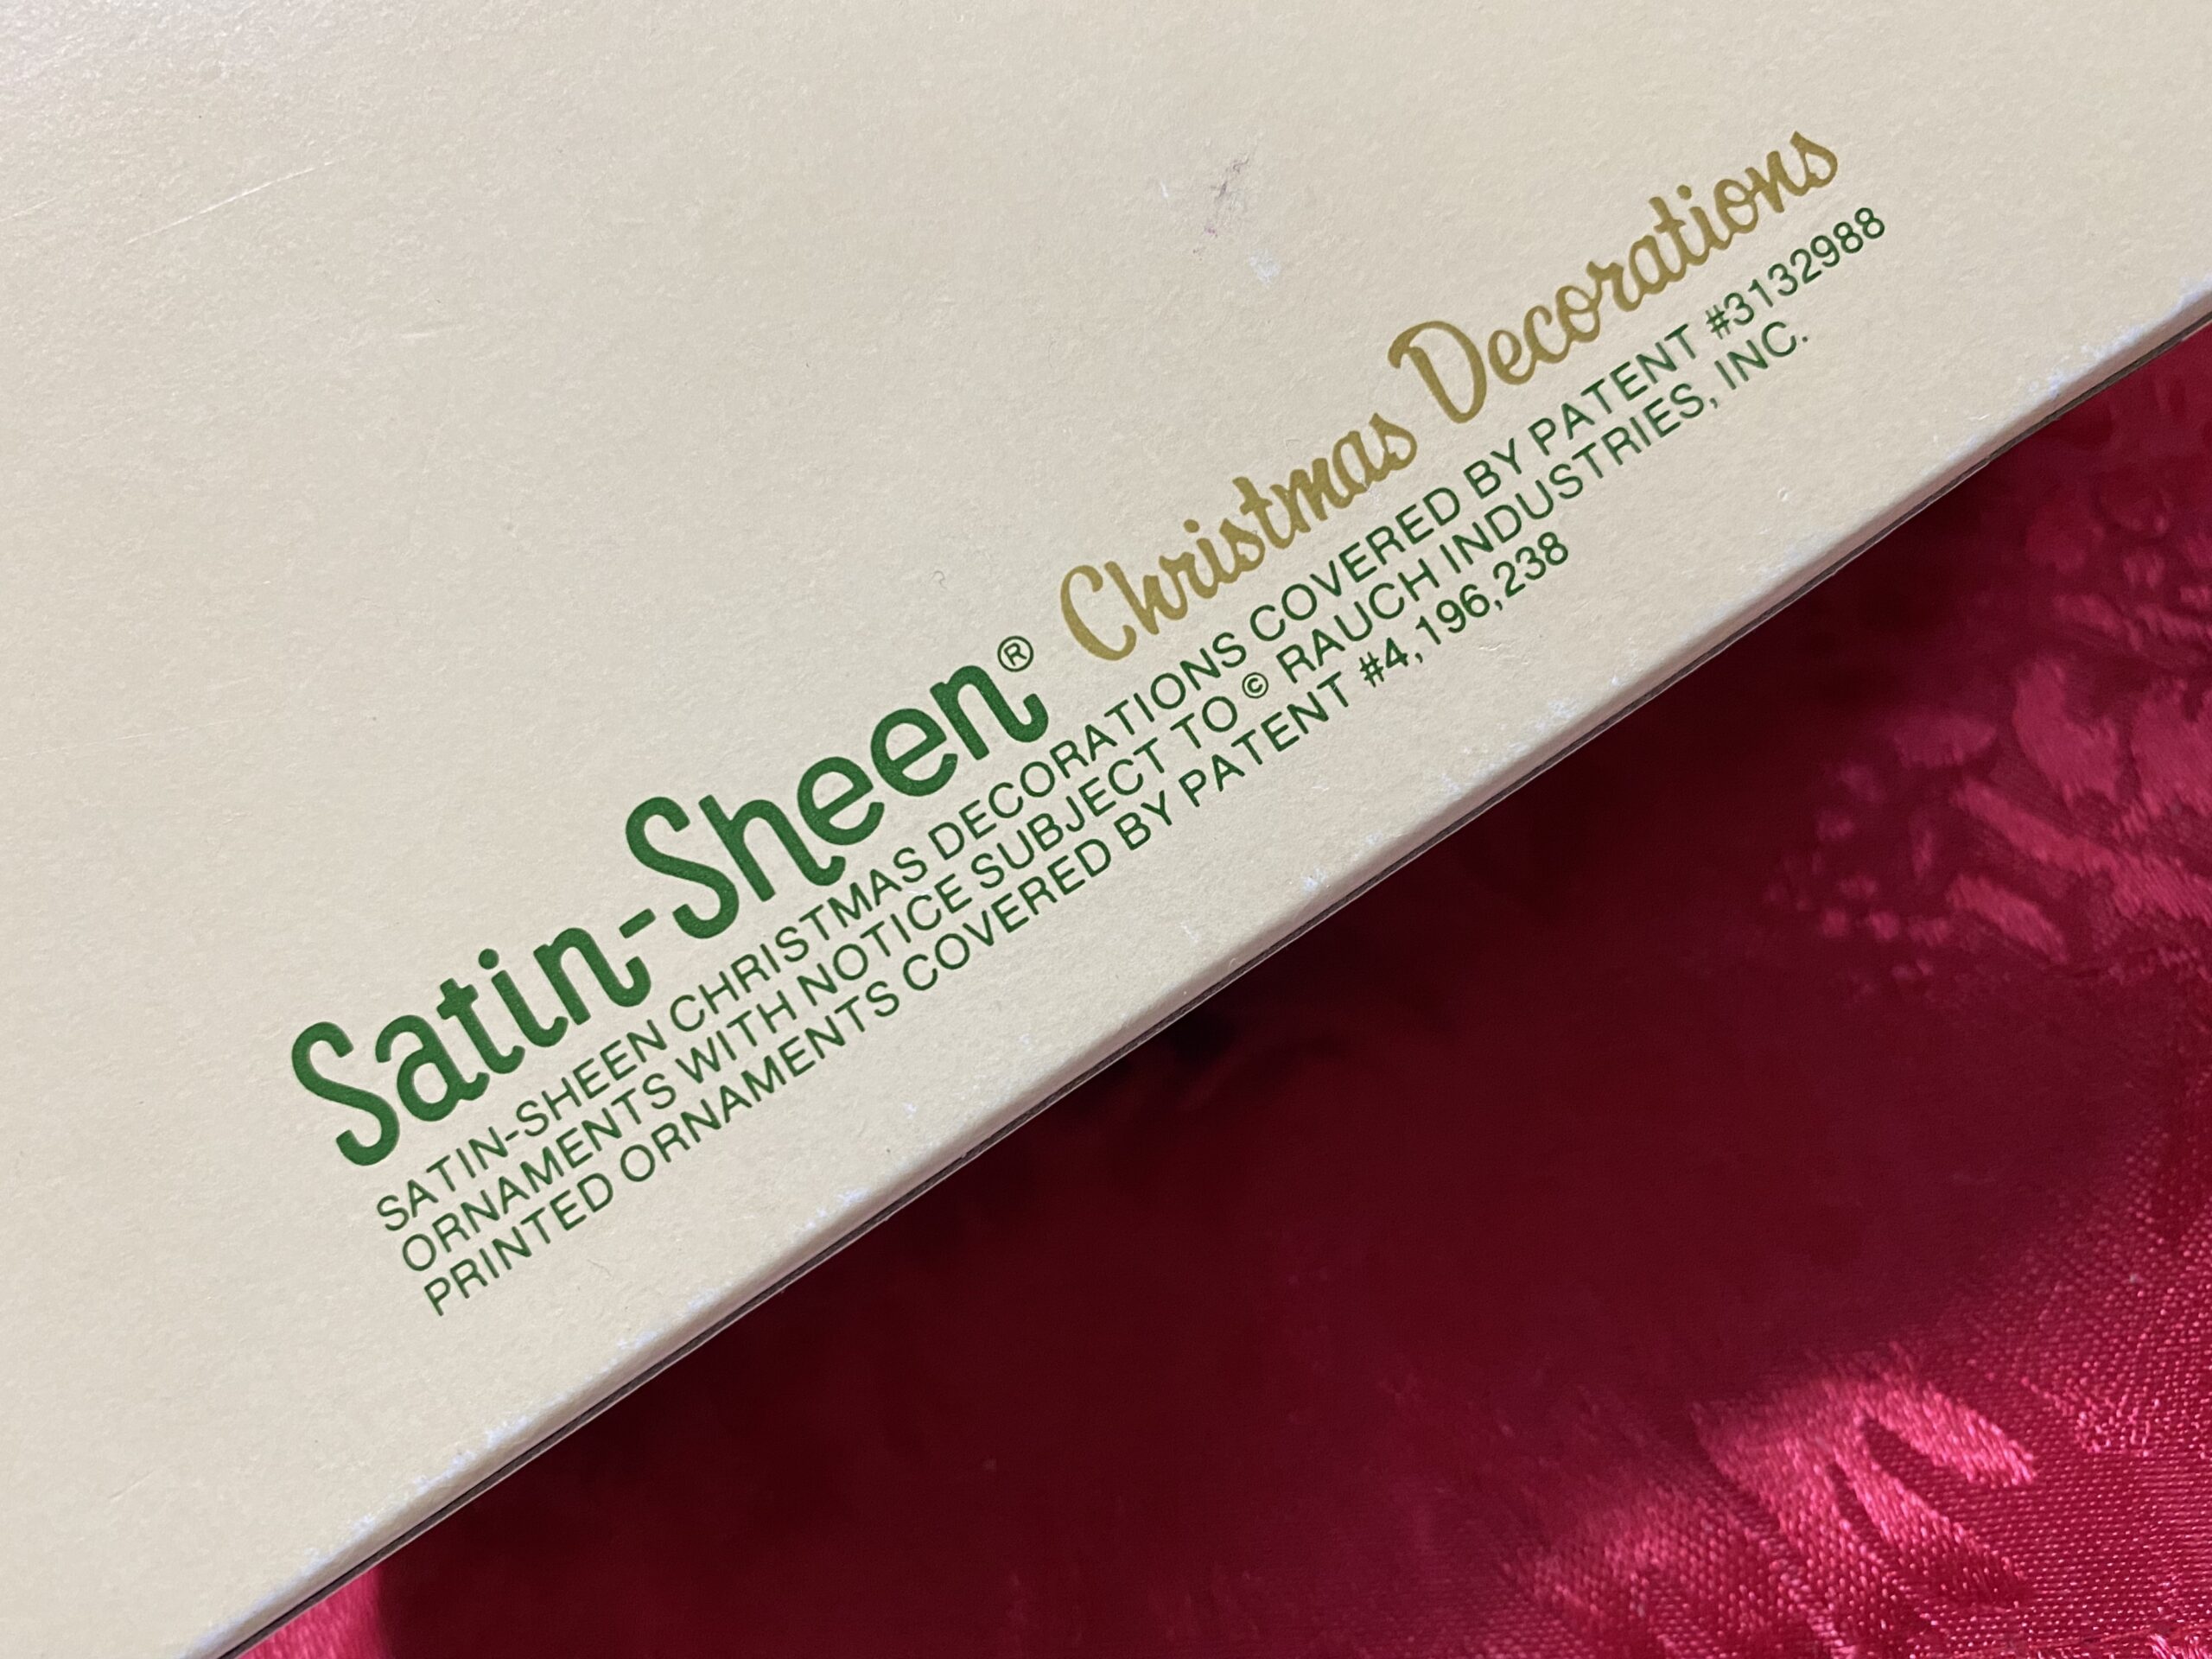 Satin-Sheen® Christmas Decorations
SATIN-SHEEN CHRISTMAS DECORATIONS COVERED BY PATENT #3132988
ORNAMENTS WITH NOTICE SUBJECT TO © RAUCH INDUSTRIES, INC.
PRINTED ORNAMENTS COVERED BY PATENT #4,196,238